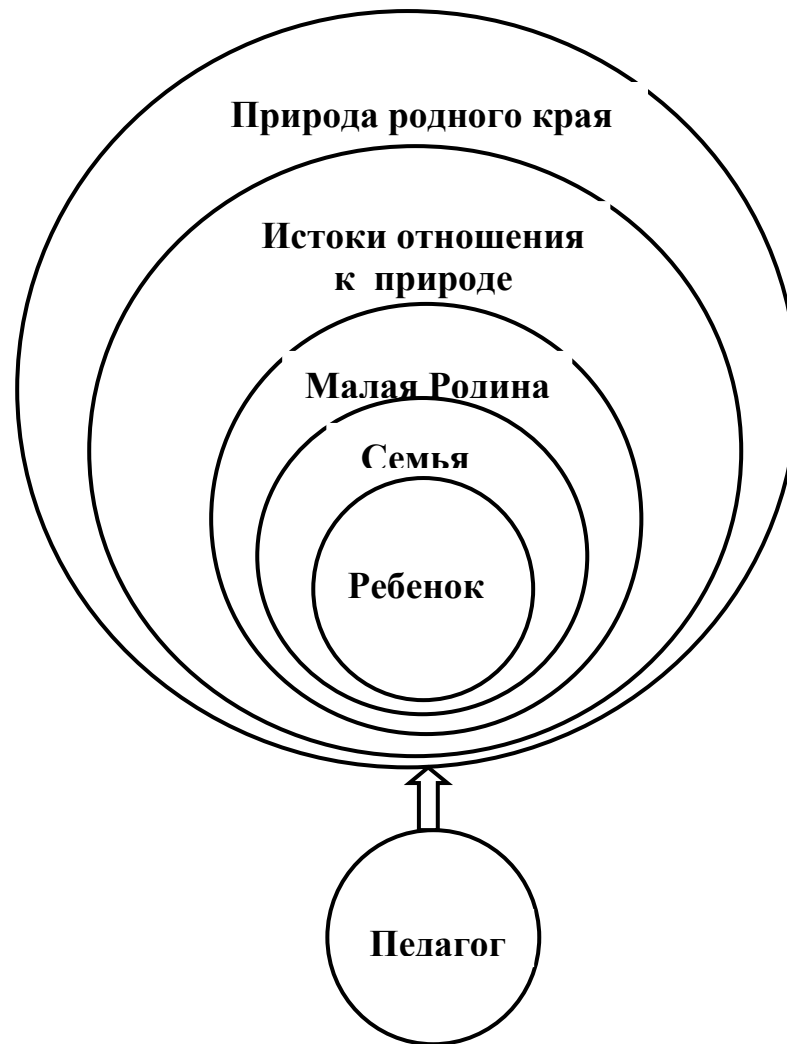 Природа родного края
Истоки отношения
к природе
Малая Родина
Семья
Ребенок
Педагог